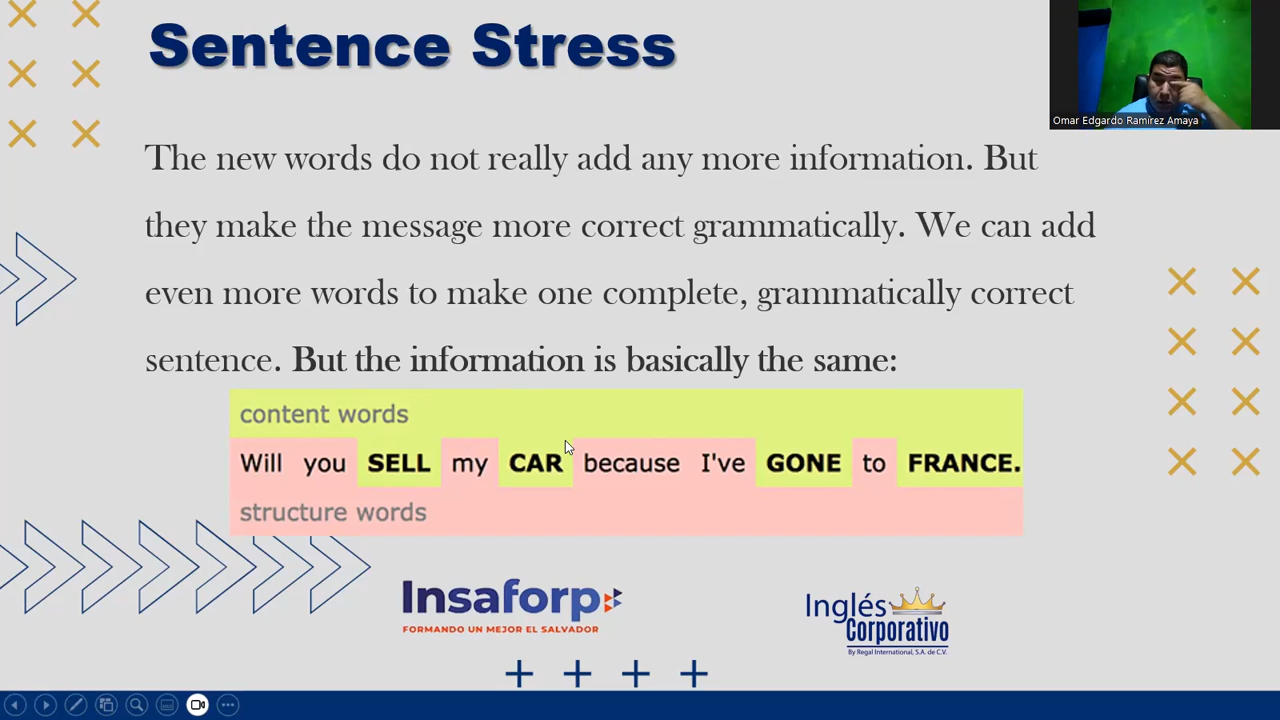 Sentence Stress
Omar Edgardo Ramírez Amaya
The new words do not really add any more information. But
they make the message more correct grammatically. We can add
even more words to make one complete, grammatically correct
sentence. But the information is basically the same:
content words
Will you SELL my CAR because I've GONE to FRANCE.
structure words
Insaforp
FORMANDO UN MEJOR EL SALVADOR
Inglés
Corporativo
By Regal International, S.A. de C.V.